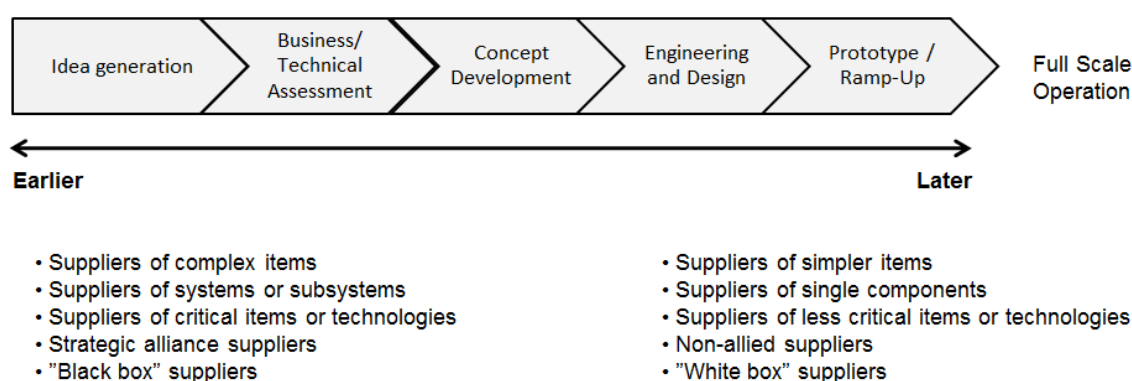 Idea generation
Business/
Technical
Assessment
Concept
Development
Engineering
and Design
Prototype /
Ramp-Up
Full Scale
Operation
Earlier
Later
• Suppliers of complex items
• Suppliers of systems or subsystems
• Suppliers of critical items or technologies
• Strategic alliance suppliers
• ”Black box” suppliers
• Suppliers of simpler items
• Suppliers of single components
• Suppliers of less critical items or technologies
• Non-allied suppliers
• ”White box” suppliers